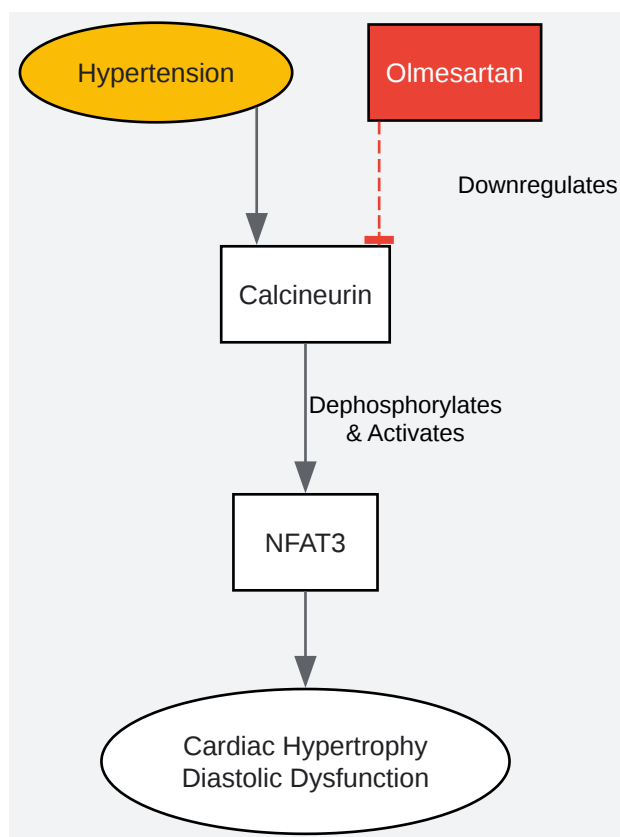 Hypertension
Olmesartan
Downregulates
Calcineurin
Dephosphorylates
& Activates
NFAT3
Cardiac Hypertrophy
Diastolic Dysfunction